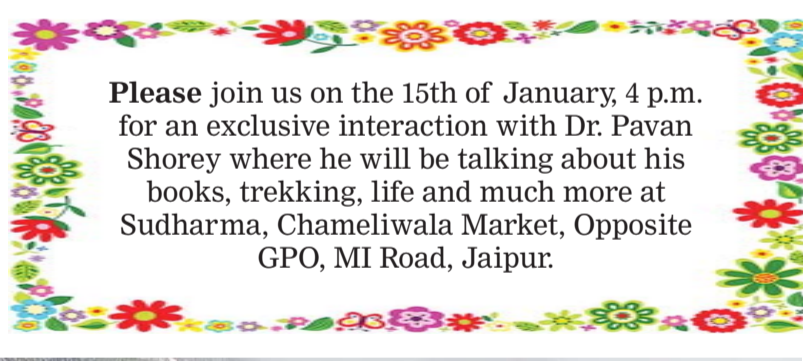 Please join us on the 15th of January, 4 p.m.
for an exclusive interaction with Dr. Pavan
Shorey where he will be talking about his
books, trekking, life and much more at
Sudharma, Chameliwala Market, Opposite
GPO, MI Road, Jaipur.